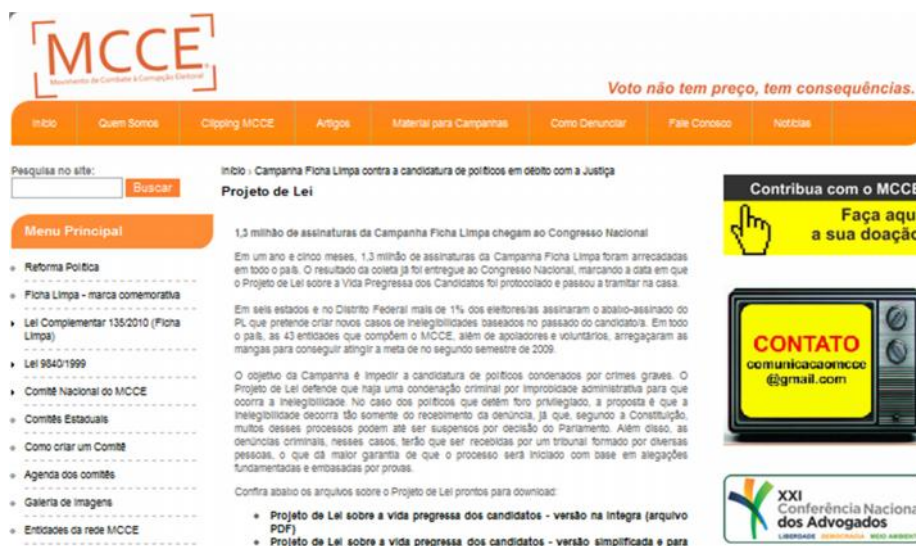 MCCE
Movimento de Combate à Corrupção Eleitoral
Voto não tem preço, tem consequências.
Início Quem Somos Clipping MCCE Artigos Material para Campanhas Como Denunciar Fale Conosco Notícias
Pesquisa no site:
Buscar
Menu Principal
Reforma Política
Ficha Limpa - marca comemorativa
Lei Complementar 135/2010 (Ficha
Limpa)
Lei 9840/1999
Comitê Nacional do MCCE
Comitês Estaduais
Como criar um Comitê
Agenda dos comitês
Galeria de Imagens
Entidades da rede MCCE
Início › Campanha Ficha Limpa contra a candidatura de políticos em débito com a Justiça
Projeto de Lei
1,3 milhão de assinaturas da Campanha Ficha Limpa chegam ao Congresso Nacional
Em um ano e cinco meses, 1,3 milhão de assinaturas da Campanha Ficha Limpa foram arrecadadas
em todo o país. O resultado da coleta já foi entregue ao Congresso Nacional, marcando a data em que
o Projeto de Lei sobre a Vida Pregressa dos Candidatos foi protocolado e passou a tramitar na casa.
Em seis estados e no Distrito Federal mais de 1% dos eleitores/as assinaram o abaixo-assinado do
PL que pretende criar novos casos de inelegibilidades baseados no passado do candidato/a. Em todo
o país, as 43 entidades que compõem o MCCE, além de apoiadores e voluntários, arregaçaram as
mangas para conseguir atingir a meta de no segundo semestre de 2009.
O objetivo da Campanha é impedir a candidatura de políticos condenados por crimes graves. O
Projeto de Lei defende que haja uma condenação criminal por improbidade administrativa para que
ocorra a inelegibilidade. No caso dos políticos que detêm foro privilegiado, a proposta é que a
inelegibilidade decorra tão somente do recebimento da denúncia, já que, segundo a Constituição,
muitos desses processos podem até ser suspensos por decisão do Parlamento. Além disso, as
denúncias criminais, nesses casos, terão que ser recebidas por um tribunal formado por diversas
pessoas, o que dá maior garantia de que o processo será iniciado com base em alegações
fundamentadas e embasadas por provas.
Confira abaixo os arquivos sobre o Projeto de Lei prontos para download:
Projeto de Lei sobre a vida pregressa dos candidatos - versão na íntegra (arquivo
PDF)
Projeto de Lei sobre a vida pregressa dos candidatos - versão simplificada e para
Contribua com o MCCE
Faça aqu
a sua doação
CONTATO
comunicacaomcce
@gmail.com
XXI
Conferência Naciona
dos Advogados
LIBERDADE DEMOCRACIA MEIO AMBIENTE